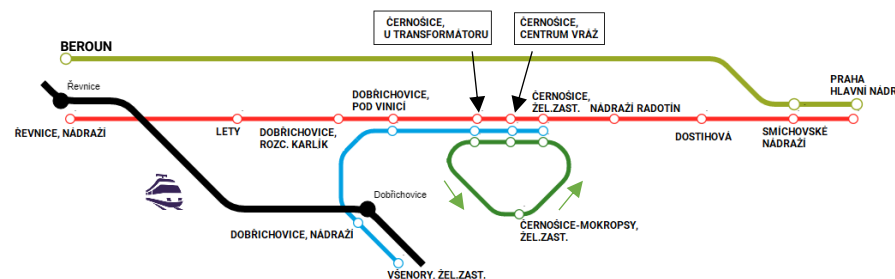 ČERNOŠICE,
U TRANSFORMÁTORU
ČERNOŠICE,
CENTRUM VRÁŽ
BEROUN
PRAHA
HLAVNÍ NÁDR
Řevnice
DOBŘICHOVICE,
POD VINICÍ
ČERNOŠICE,
ŽEL.ZAST.
NÁDRAŽÍ RADOTÍN
ŘEVNICE, NÁDRAŽÍ
LETY
DOBŘICHOVICE,
ROZC. KARLÍK
DOSTIHOVÁ
SMÍCHOVSKÉ
NÁDRAŽÍ
Dobřichovice
DOBŘICHOVICE, NÁDRAŽÍ
ČERNOŠICE-MOKROPSY,
ŽEL.ZAST.
VŠENORY, ŽEL.ZAST.